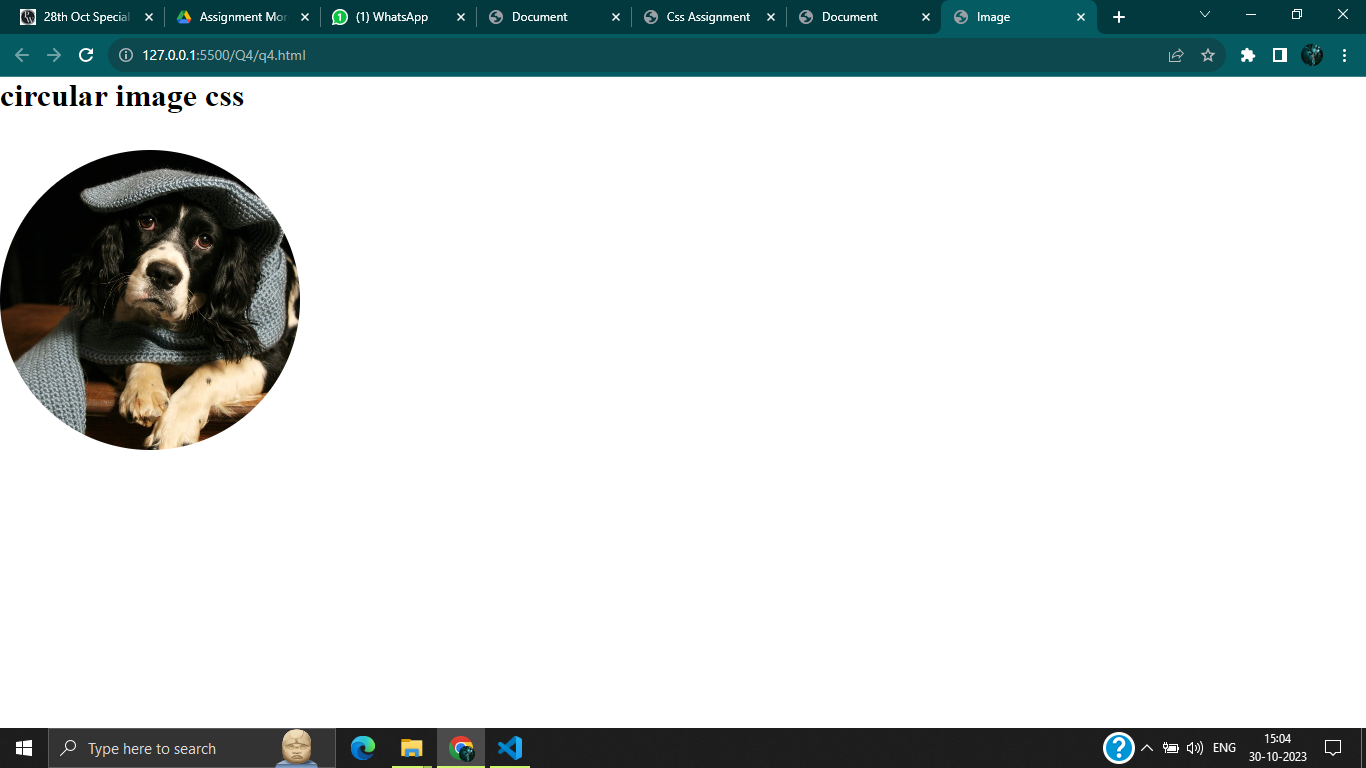 28th Oct Special
Assignment Mor
(1) WhatsApp
Document
Css Assignment
Document
Image
127.0.0.1:5500/Q4/q4.html
circular image css
Type here to search
ENG
15:04
30-10-2023